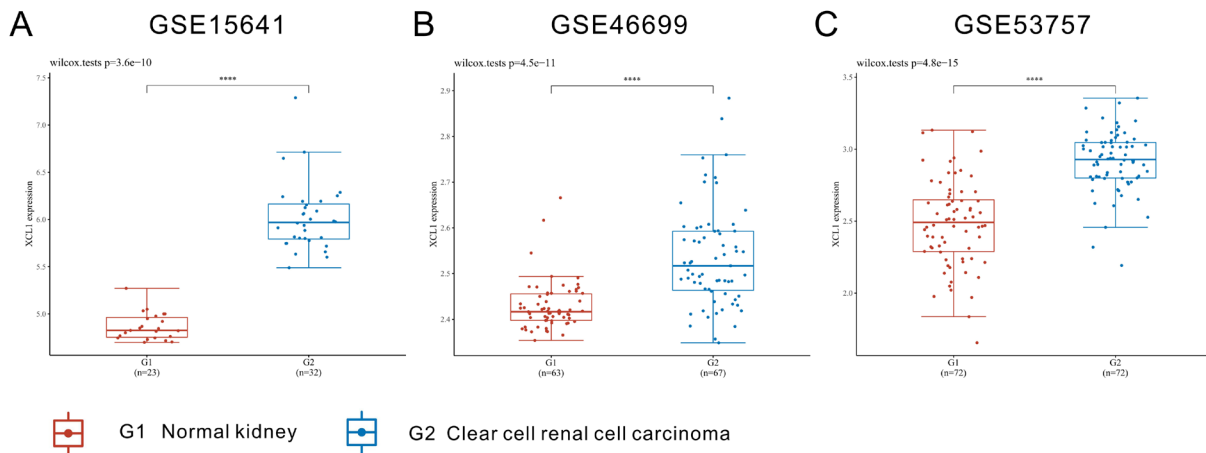 A GSE15641
wilcox.tests p=3.6e−10
****
7.5
7.0
6.5
6.0
5.5
5.0
XCL1 expression
G1
(n=23)
G2
(n=32)
B GSE46699
wilcox.tests p=4.5e−11
****
2.9
2.8
2.7
2.6
2.5
2.4
XCL1 expression
G1
(n=63)
G2
(n=67)
C GSE53757
wilcox.tests p=4.8e−15
****
3.5
3.0
2.5
2.0
XCL1 expression
G1
(n=72)
G2
(n=72)
G1 Normal kidney
G2 Clear cell renal cell carcinoma